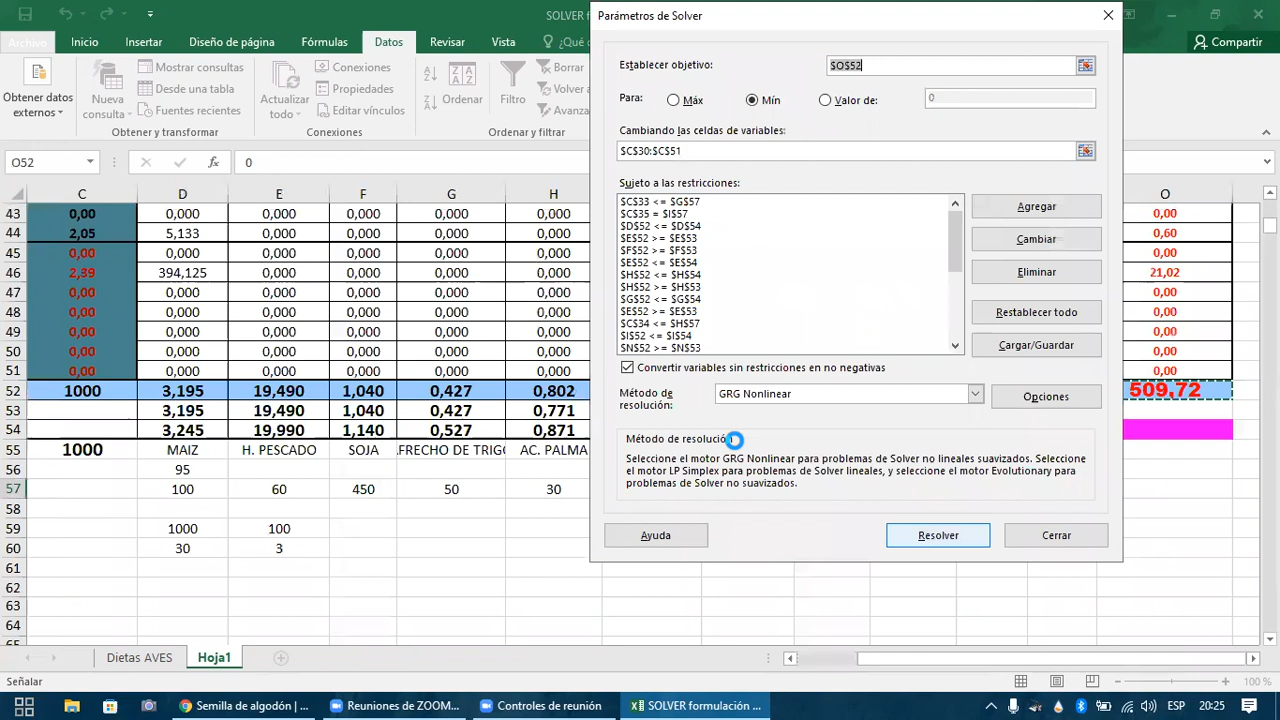 SOLVER form
Parámetros de Solver
Archivo Inicio Insertar Diseño de página Fórmulas Datos Revisar Vista ¿Qué Compartir
Obtener datos externos
Nueva consulta
Mostrar consultas
Desde una tabla
Fuentes recientes
Obtener y transformar
Actualizar todo
Conexiones
Propiedades
Editar vínculos
Conexiones
Ordenar
Filtro
Borrar
Volver a
Avanza
Ordenar y filtrar
O52 fx 0
C D E F G H O
43 0,00 0,000 0,000 0,000 0,000 0,000 0,00
44 2,05 5,133 0,000 0,000 0,000 0,000 0,60
45 0,00 0,000 0,000 0,000 0,000 0,000 0,00
46 2,39 394,125 0,000 0,000 0,000 0,000 21,02
47 0,00 0,000 0,000 0,000 0,000 0,000 0,00
48 0,00 0,000 0,000 0,000 0,000 0,000 0,00
49 0,00 0,000 0,000 0,000 0,000 0,000 0,00
50 0,00 0,000 0,000 0,000 0,000 0,000 0,00
51 0,00 0,000 0,000 0,000 0,000 0,000 0,00
52 1000 3,195 19,490 1,040 0,427 0,802 509,72
53 3,195 19,490 1,040 0,427 0,771
54 3,245 19,990 1,140 0,527 0,871
55 1000 MAIZ H. PESCADO SOJA AFRECHO DE TRIGO AC. PALMA
56 95
57 100 60 450 50 30
58
59 1000 100
60 30 3
61
62
63
64
65
Establecer objetivo: $O$52
Para: Máx Mín Valor de: 0
Cambiando las celdas de variables:
$C$30:$C$51
Sujeto a las restricciones:
$C$33 <= $G$57
$C$35 = $I$57
$D$52 <= $D$54
$E$52 >= $E$53
$F$52 >= $F$53
$E$52 <= $E$54
$H$52 <= $H$54
$H$52 >= $H$53
$G$52 <= $G$54
$E$52 >= $E$53
$C$34 <= $H$57
$I$52 <= $I$54
$N$52 >= $N$53
Agregar
Cambiar
Eliminar
Restablecer todo
Cargar/Guardar
Convertir variables sin restricciones en no negativas
Método de resolución: GRG Nonlinear Opciones
Método de resolución
Seleccione el motor GRG Nonlinear para problemas de Solver no lineales suavizados. Seleccione
el motor LP Simplex para problemas de Solver lineales, y seleccione el motor Evolutionary para
problemas de Solver no suavizados.
Ayuda Resolver Cerrar
Dietas AVES Hoja1
Señalar 100 %
Semilla de algodón |... Reuniones de ZOOM... Controles de reunión SOLVER formulación ... ESP 20:25